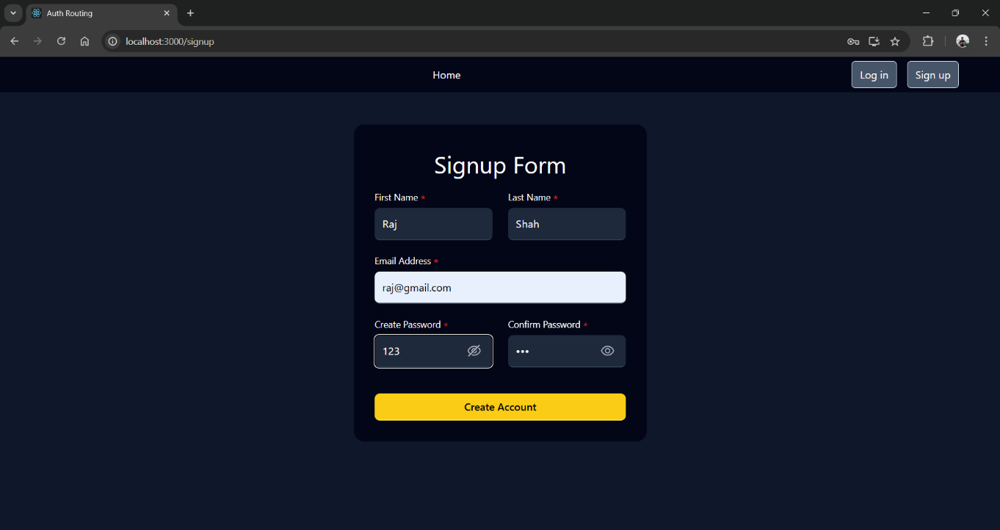 Auth Routing
localhost:3000/signup
Home Log in Sign up
Signup Form
First Name * Last Name *
Raj Shah
Email Address *
raj@gmail.com
Create Password * Confirm Password *
123 •••
Create Account